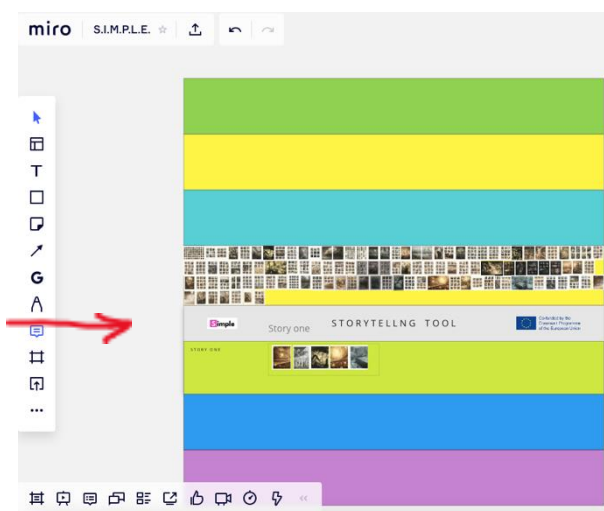 miro S.I.M.P.L.E.
Simple Story one STORYTELLNG TOOL Co-funded by the
Erasmus+ Programme
of the European Union
STORY ONE